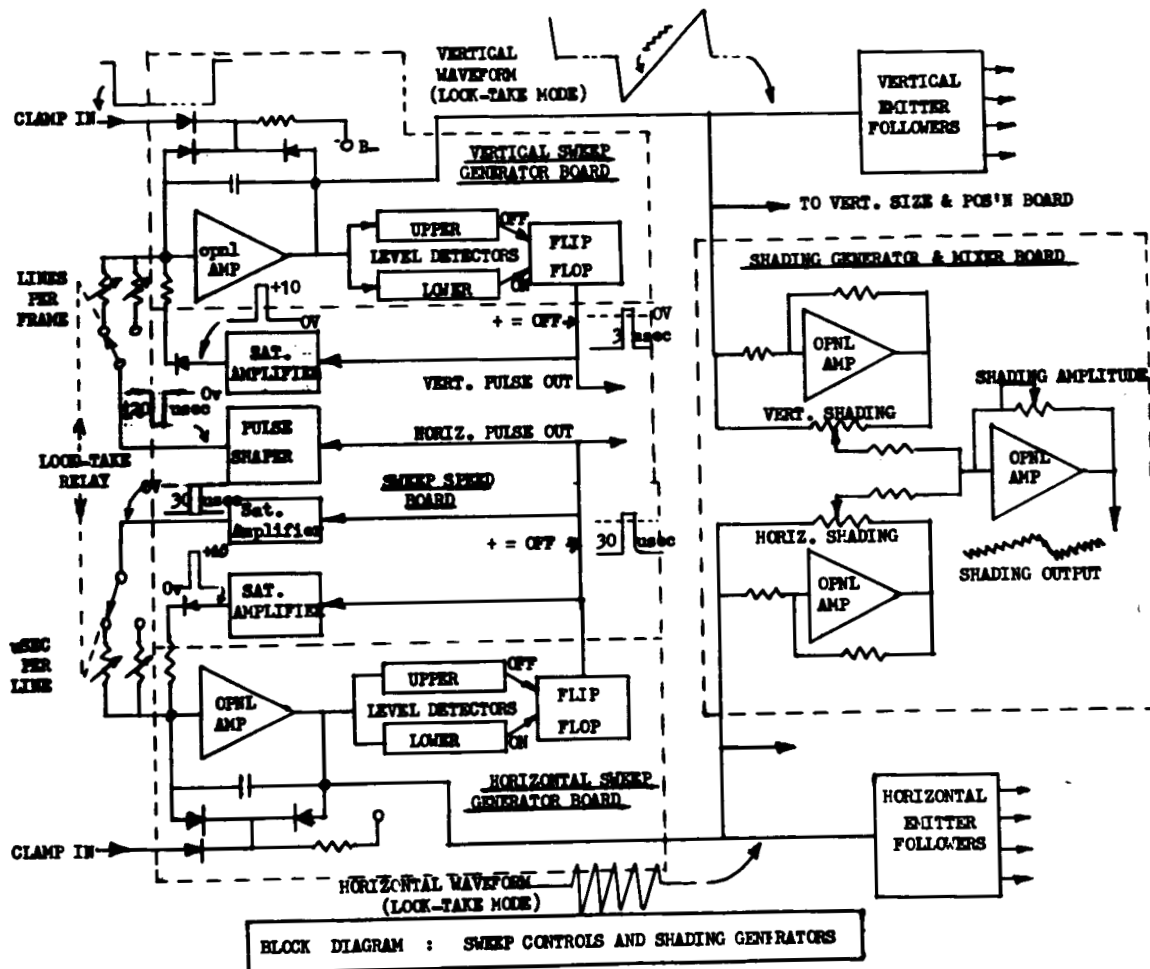 VERTICAL
WAVEFORM
(LOOK-TAKE MODE)
VERTICAL
EMITTER
FOLLOWERS
CLAMP IN
B-
VERTICAL SWEEP
GENERATOR BOARD
TO VERT. SIZE & POS'N BOARD
opnl
AMP
UPPER
LEVEL DETECTORS
LOWER
OFF
ON
FLIP
FLOP
SHADING GENERATOR & MIXER BOARD
LINES
PER
FRAME
+10
0V
+ = OFF
0V
3 usec
SAT.
AMPLIFIER
VERT. PULSE OUT
OPNL
AMP
SHADING AMPLITUDE
VERT. SHADING
0v
120 usec
PULSE
SHAPER
HORIZ. PULSE OUT
LOOK-TAKE
RELAY
SWEEP SPEED
BOARD
OPNL
AMP
0V
30 usec
Sat.
Amplifier
+ = OFF
30 usec
HORIZ. SHADING
SHADING OUTPUT
+10
0v
SAT.
AMPLIFIER
OPNL
AMP
uSEC
PER
LINE
OPNL
AMP
UPPER
LEVEL DETECTORS
LOWER
OFF
ON
FLIP
FLOP
HORIZONTAL SWEEP
GENERATOR BOARD
HORIZONTAL
EMITTER
FOLLOWERS
CLAMP IN
HORIZONTAL WAVEFORM
(LOOK-TAKE MODE)
BLOCK DIAGRAM : SWEEP CONTROLS AND SHADING GENERATORS